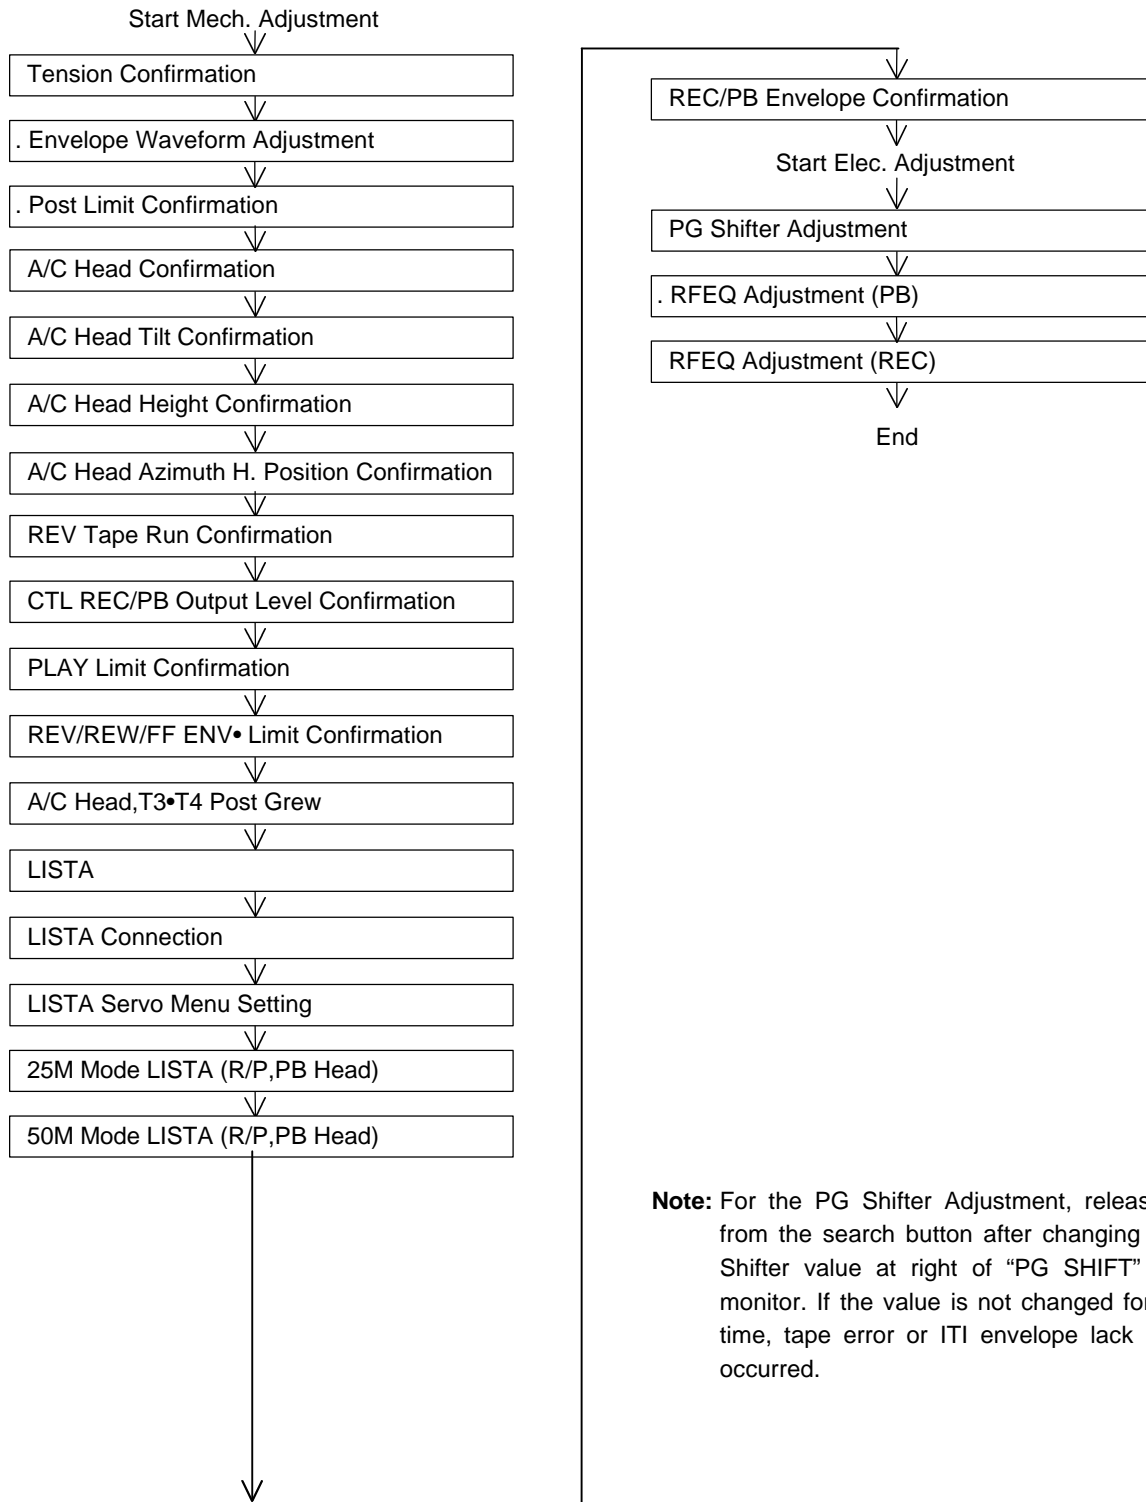 Start Mech. Adjustment
Tension Confirmation
. Envelope Waveform Adjustment
. Post Limit Confirmation
A/C Head Confirmation
A/C Head Tilt Confirmation
A/C Head Height Confirmation
A/C Head Azimuth H. Position Confirmation
REV Tape Run Confirmation
CTL REC/PB Output Level Confirmation
PLAY Limit Confirmation
REV/REW/FF ENV• Limit Confirmation
A/C Head,T3•T4 Post Grew
LISTA
LISTA Connection
LISTA Servo Menu Setting
25M Mode LISTA (R/P,PB Head)
50M Mode LISTA (R/P,PB Head)
REC/PB Envelope Confirmation
Start Elec. Adjustment
PG Shifter Adjustment
. RFEQ Adjustment (PB)
RFEQ Adjustment (REC)
End
Note: For the PG Shifter Adjustment, releas
from the search button after changing
Shifter value at right of “PG SHIFT”
monitor. If the value is not changed for
time, tape error or ITI envelope lack
occurred.